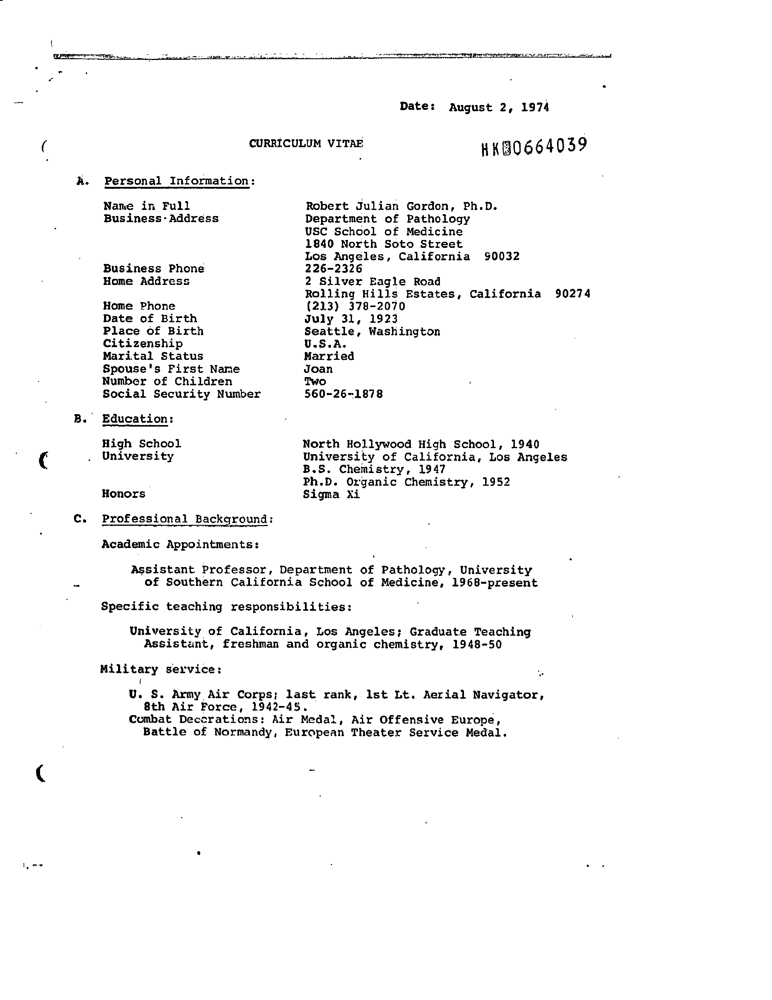 Date: August 2, 1974
CURRICULUM VITAE
HK00664039
A. Personal Information:
Name in Full Robert Julian Gordon, Ph.D.
Business Address Department of Pathology
USC School of Medicine
1840 North Soto Street
Los Angeles, California 90032
Business Phone 226-2326
Home Address 2 Silver Eagle Road
Rolling Hills Estates, California 90274
Home Phone (213) 378-2070
Date of Birth July 31, 1923
Place of Birth Seattle, Washington
Citizenship U.S.A.
Marital Status Married
Spouse's First Name Joan
Number of Children Two
Social Security Number 560-26-1878
B. Education:
High School North Hollywood High School, 1940
University University of California, Los Angeles
B.S. Chemistry, 1947
Ph.D. Organic Chemistry, 1952
Honors Sigma Xi
C. Professional Background:
Academic Appointments:
Assistant Professor, Department of Pathology, University
of Southern California School of Medicine, 1968-present
Specific teaching responsibilities:
University of California, Los Angeles; Graduate Teaching
Assistant, freshman and organic chemistry, 1948-50
Military service:
U. S. Army Air Corps; last rank, 1st Lt. Aerial Navigator,
8th Air Force, 1942-45.
Combat Decorations: Air Medal, Air Offensive Europe,
Battle of Normandy, European Theater Service Medal.